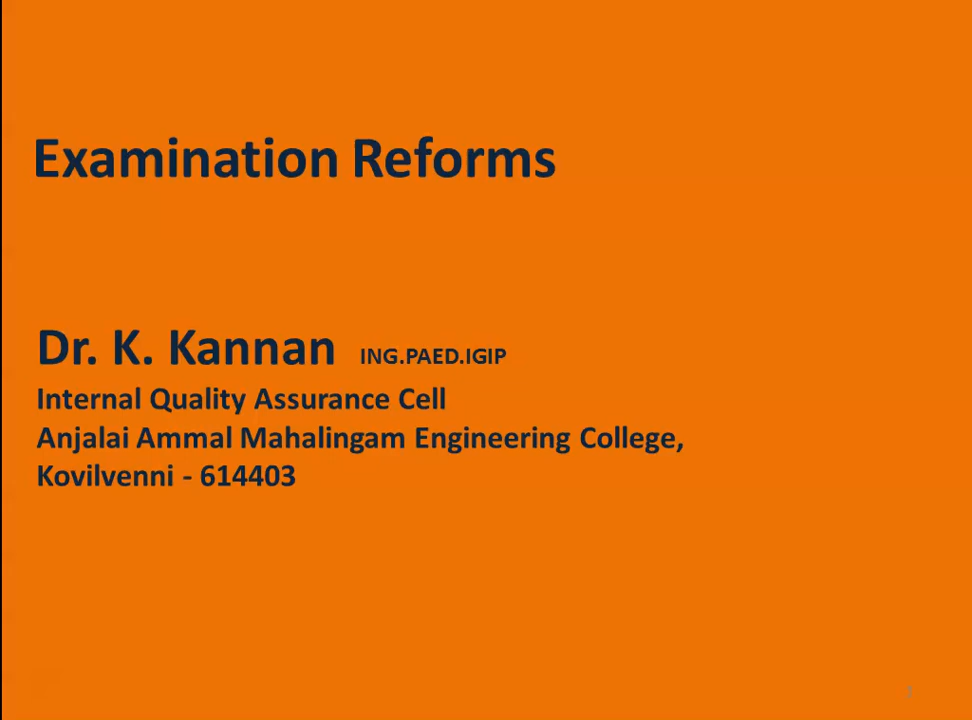 Examination Reforms
Dr. K. Kannan ING.PAED.IGIP
Internal Quality Assurance Cell
Anjalai Ammal Mahalingam Engineering College,
Kovilvenni - 614403
1